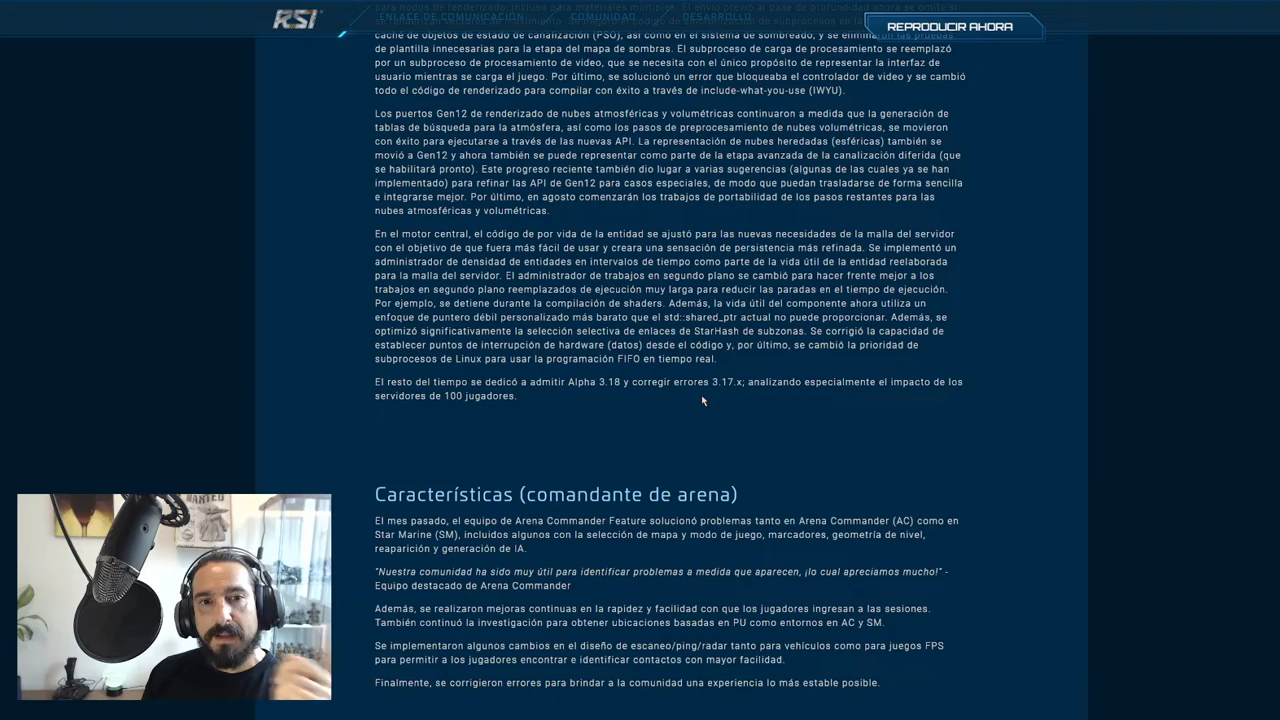 para nodos de renderizado, incluso para materiales múltiples. El envío previo al pase de profundidad ahora se omite si
RSI
ENLACE DE COMUNICACIÓN
COMUNIDAD
DESARROLLO
REPRODUCIR AHORA
caché de objetos de estado de canalización (PSO), así como en el sistema de sombreado, y se eliminaron las pruebas
de plantilla innecesarias para la etapa del mapa de sombras. El subproceso de carga de procesamiento se reemplazó
por un subproceso de procesamiento de video, que se necesita con el único propósito de representar la interfaz de
usuario mientras se carga el juego. Por último, se solucionó un error que bloqueaba el controlador de video y se cambió
todo el código de renderizado para compilar con éxito a través de include-what-you-use (IWYU).
Los puertos Gen12 de renderizado de nubes atmosféricas y volumétricas continuaron a medida que la generación de
tablas de búsqueda para la atmósfera, así como los pasos de preprocesamiento de nubes volumétricas, se movieron
con éxito para ejecutarse a través de las nuevas API. La representación de nubes heredadas (esféricas) también se
movió a Gen12 y ahora también se puede representar como parte de la etapa avanzada de la canalización diferida (que
se habilitará pronto). Este progreso reciente también dio lugar a varias sugerencias (algunas de las cuales ya se han
implementado) para refinar las API de Gen12 para casos especiales, de modo que puedan trasladarse de forma sencilla
e integrarse mejor. Por último, en agosto comenzarán los trabajos de portabilidad de los pasos restantes para las
nubes atmosféricas y volumétricas.
En el motor central, el código de por vida de la entidad se ajustó para las nuevas necesidades de la malla del servidor
con el objetivo de que fuera más fácil de usar y creara una sensación de persistencia más refinada. Se implementó un
administrador de densidad de entidades en intervalos de tiempo como parte de la vida útil de la entidad reelaborada
para la malla del servidor. El administrador de trabajos en segundo plano se cambió para hacer frente mejor a los
trabajos en segundo plano reemplazados de ejecución muy larga para reducir las paradas en el tiempo de ejecución.
Por ejemplo, se detiene durante la compilación de shaders. Además, la vida útil del componente ahora utiliza un
enfoque de puntero débil personalizado más barato que el std::shared_ptr actual no puede proporcionar. Además, se
optimizó significativamente la selección selectiva de enlaces de StarHash de subzonas. Se corrigió la capacidad de
establecer puntos de interrupción de hardware (datos) desde el código y, por último, se cambió la prioridad de
subprocesos de Linux para usar la programación FIFO en tiempo real.
El resto del tiempo se dedicó a admitir Alpha 3.18 y corregir errores 3.17.x; analizando especialmente el impacto de los
servidores de 100 jugadores.
Características (comandante de arena)
El mes pasado, el equipo de Arena Commander Feature solucionó problemas tanto en Arena Commander (AC) como en
Star Marine (SM), incluidos algunos con la selección de mapa y modo de juego, marcadores, geometría de nivel,
reaparición y generación de IA.
"Nuestra comunidad ha sido muy útil para identificar problemas a medida que aparecen, ¡lo cual apreciamos mucho!" -
Equipo destacado de Arena Commander
Además, se realizaron mejoras continuas en la rapidez y facilidad con que los jugadores ingresan a las sesiones.
También continuó la investigación para obtener ubicaciones basadas en PU como entornos en AC y SM.
Se implementaron algunos cambios en el diseño de escaneo/ping/radar tanto para vehículos como para juegos FPS
para permitir a los jugadores encontrar e identificar contactos con mayor facilidad.
Finalmente, se corrigieron errores para brindar a la comunidad una experiencia lo más estable posible.
WANTED